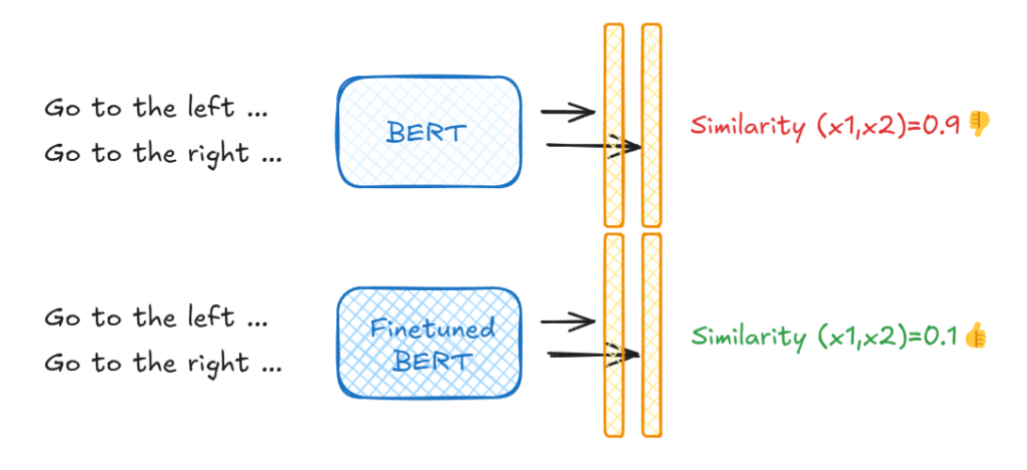 Go to the left ...
Go to the right ...
BERT
Similarity (x1,x2)=0.9👎
Go to the left ...
Go to the right ...
Finetuned
BERT
Similarity (x1,x2)=0.1👍